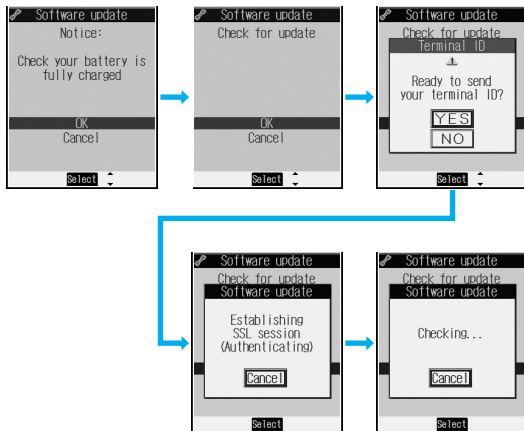 Software update
Notice:
Check your battery is
fully charged
OK
Cancel
Select
Software update
Check for update
OK
Cancel
Select
Software update
Check for update
Terminal ID
Ready to send
your terminal ID?
YES
NO
Select
Software update
Check for update
Software update
Establishing
SSL session
(Authenticating)
Cancel
Select
Software update
Check for update
Software update
Checking...
Cancel
Select